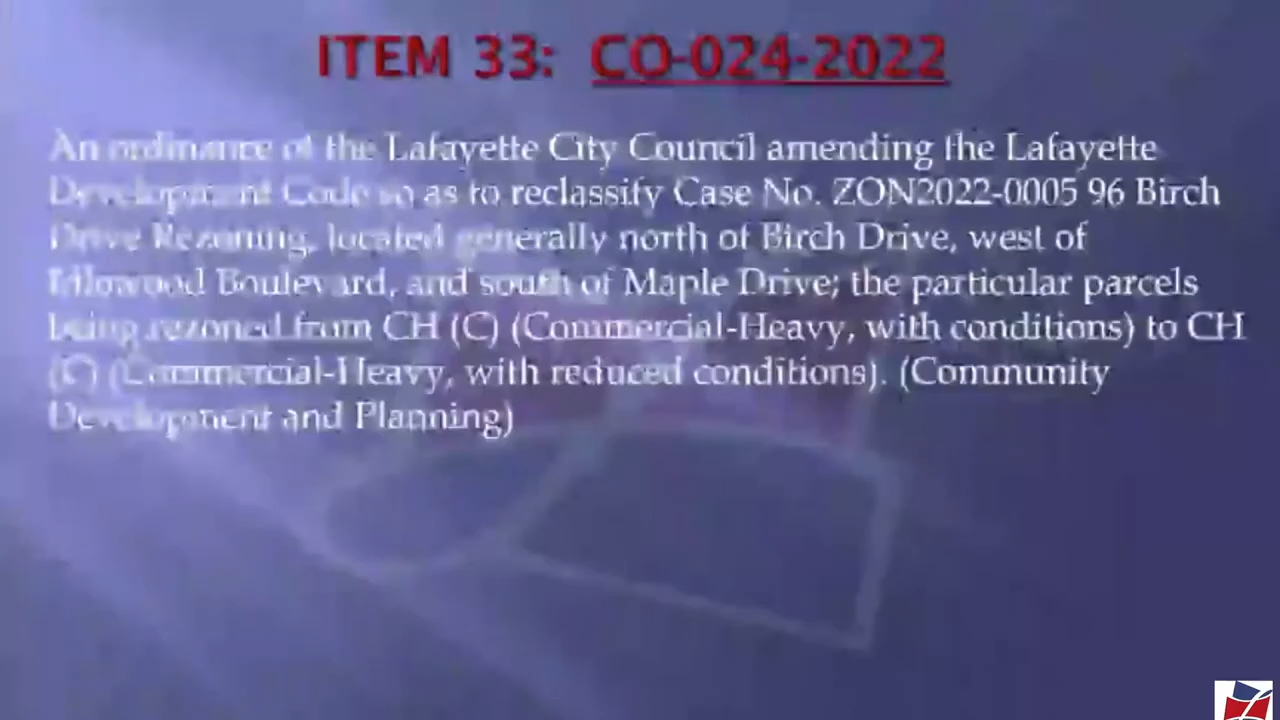 ITEM 33: CO-024-2022
An ordinance of the Lafayette City Council amending the Lafayette
Development Code so as to reclassify Case No. ZON2022-0005 96 Birch
Drive Rezoning, located generally north of Birch Drive, west of
Boulevard, and south of Maple Drive; the particular parcels
being rezoned from CH (C) (Commercial-Heavy, with conditions) to CH
(C) (Commercial-Heavy, with reduced conditions). (Community
Development and Planning)